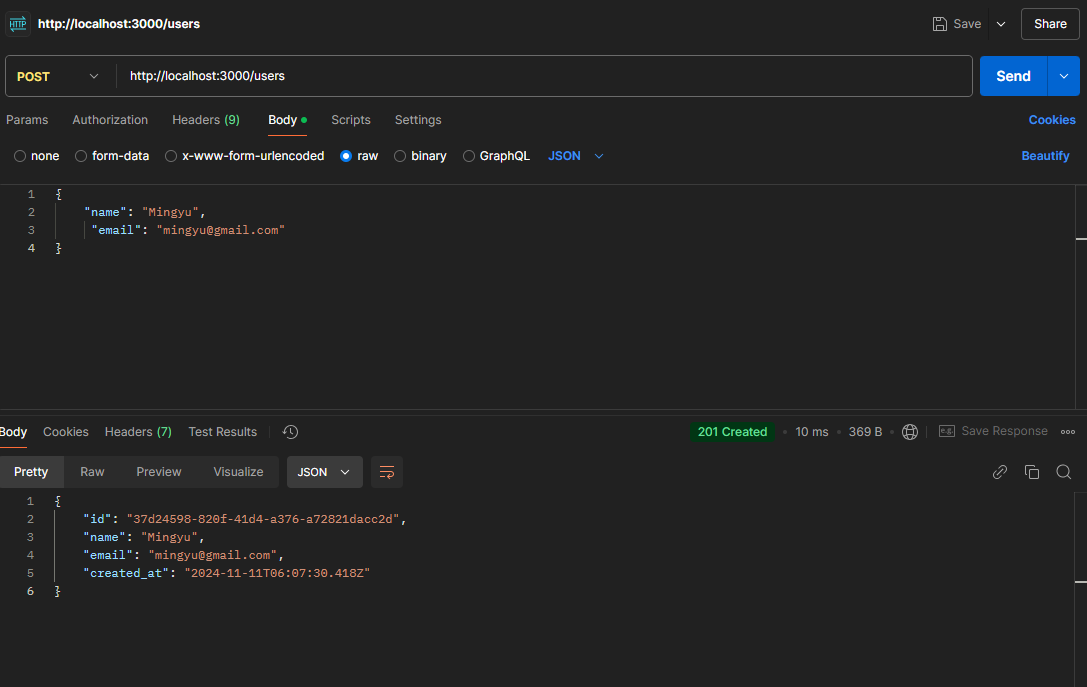 HTTP http://localhost:3000/users Save Share
POST http://localhost:3000/users Send
Params Authorization Headers (9) Body Scripts Settings Cookies
none form-data x-www-form-urlencoded raw binary GraphQL JSON Beautify
1 {
2 "name": "Mingyu",
3 "email": "mingyu@gmail.com"
4 }
Body Cookies Headers (7) Test Results 201 Created 10 ms 369 B e.g. Save Response
Pretty Raw Preview Visualize JSON
1 {
2 "id": "37d24598-820f-41d4-a376-a72821dacc2d",
3 "name": "Mingyu",
4 "email": "mingyu@gmail.com",
5 "created_at": "2024-11-11T06:07:30.418Z"
6 }